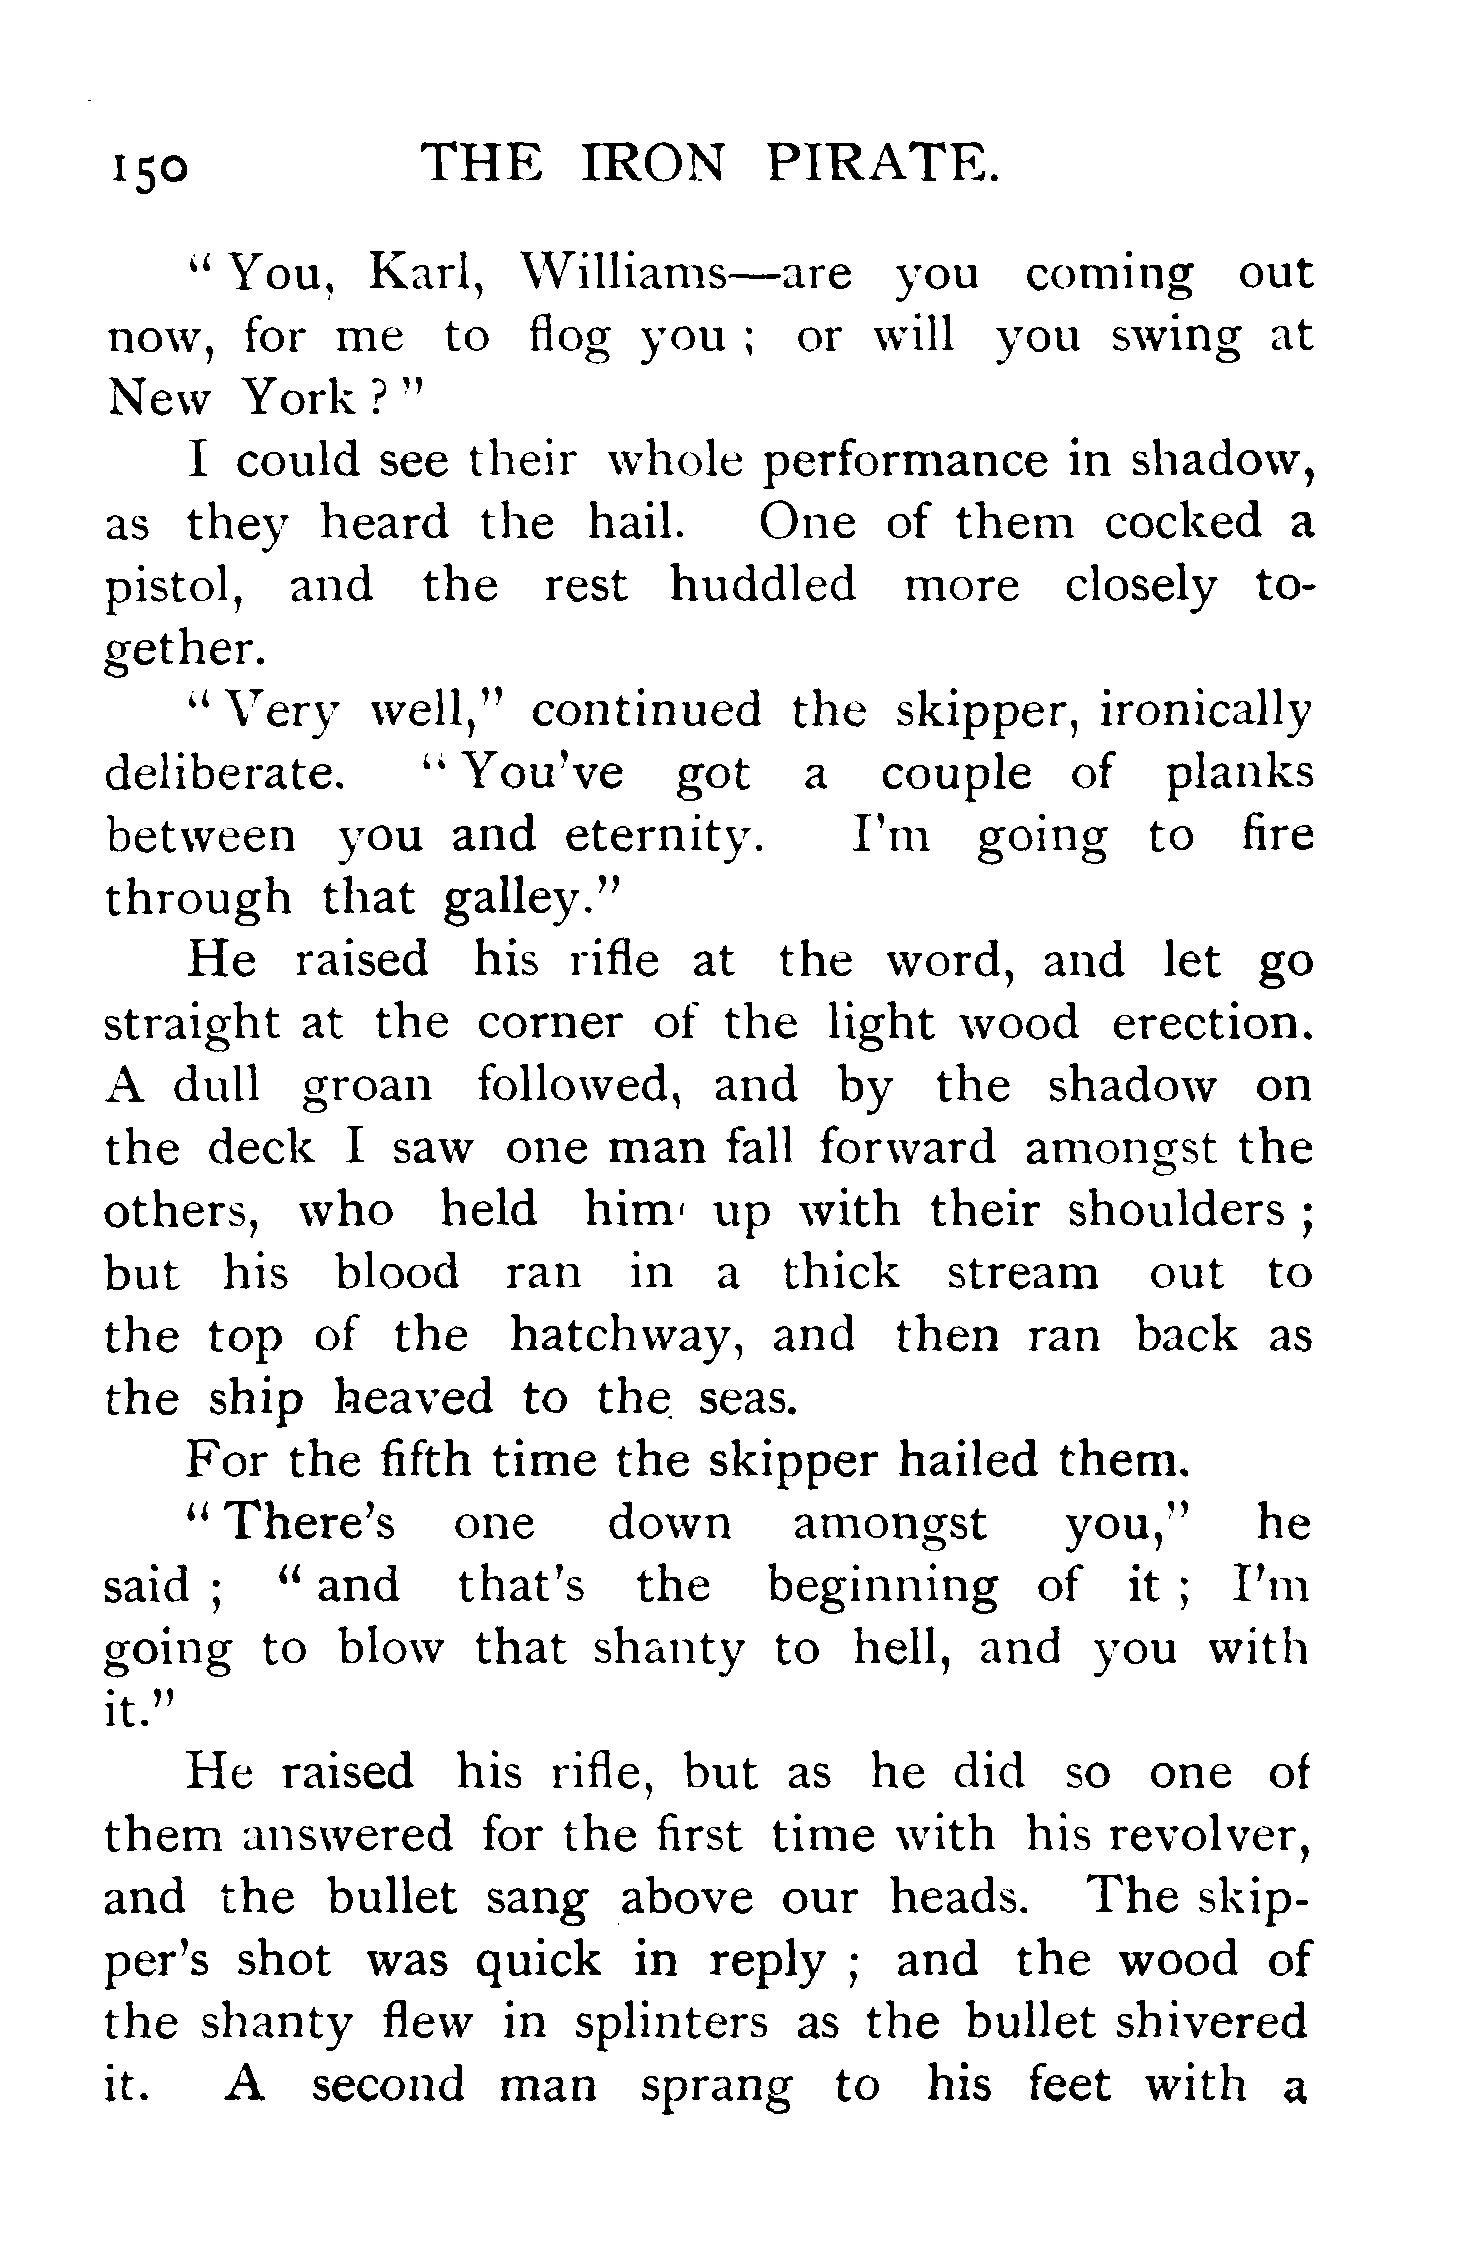 150 THE IRON PIRATE.
“ You, Karl, Williams—are you coming out
now, for me to flog you ; or will you swing at
New York ? ”
I could see their whole performance in shadow,
as they heard the hail. One of them cocked a
pistol, and the rest huddled more closely to-
gether.
“ Very well,” continued the skipper, ironically
deliberate. “ You’ve got a couple of planks
between you and eternity. I’m going to fire
through that galley.”
He raised his rifle at the word, and let go
straight at the corner of the light wood erection.
A dull groan followed, and by the shadow on
the deck I saw one man fall forward amongst the
others, who held him up with their shoulders ;
but his blood ran in a thick stream out to
the top of the hatchway, and then ran back as
the ship heaved to the seas.
For the fifth time the skipper hailed them.
“ There’s one down amongst you,” he
said ; “ and that’s the beginning of it ; I’m
going to blow that shanty to hell, and you with
it.”
He raised his rifle, but as he did so one of
them answered for the first time with his revolver,
and the bullet sang above our heads. The skip-
per’s shot was quick in reply ; and the wood of
the shanty flew in splinters as the bullet shivered
it. A second man sprang to his feet with a